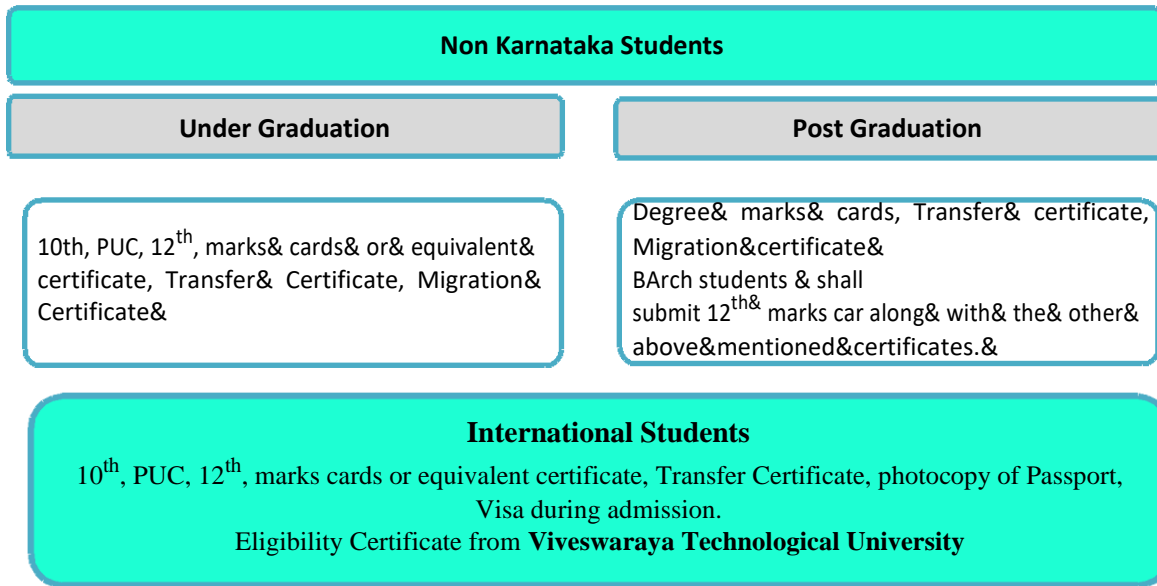 Non Karnataka Students
Under Graduation
Post Graduation
10th, PUC, 12th, marks& cards& or& equivalent&
certificate, Transfer& Certificate, Migration&
Certificate&
Degree& marks& cards, Transfer& certificate,
Migration&certificate&
BArch students & shall
submit 12th& marks car along& with& the& other&
above&mentioned&certificates.&
International Students
10th, PUC, 12th, marks cards or equivalent certificate, Transfer Certificate, photocopy of Passport,
Visa during admission.
Eligibility Certificate from Viveswaraya Technological University